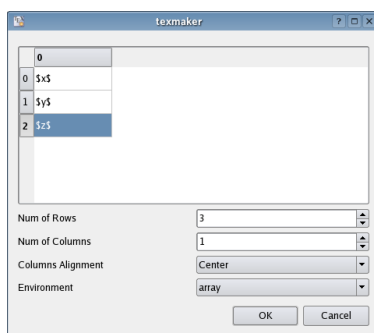 texmaker
0
0 $x$
1 $y$
2 $z$
Num of Rows 3
Num of Columns 1
Columns Alignment Center
Environment array
OK Cancel